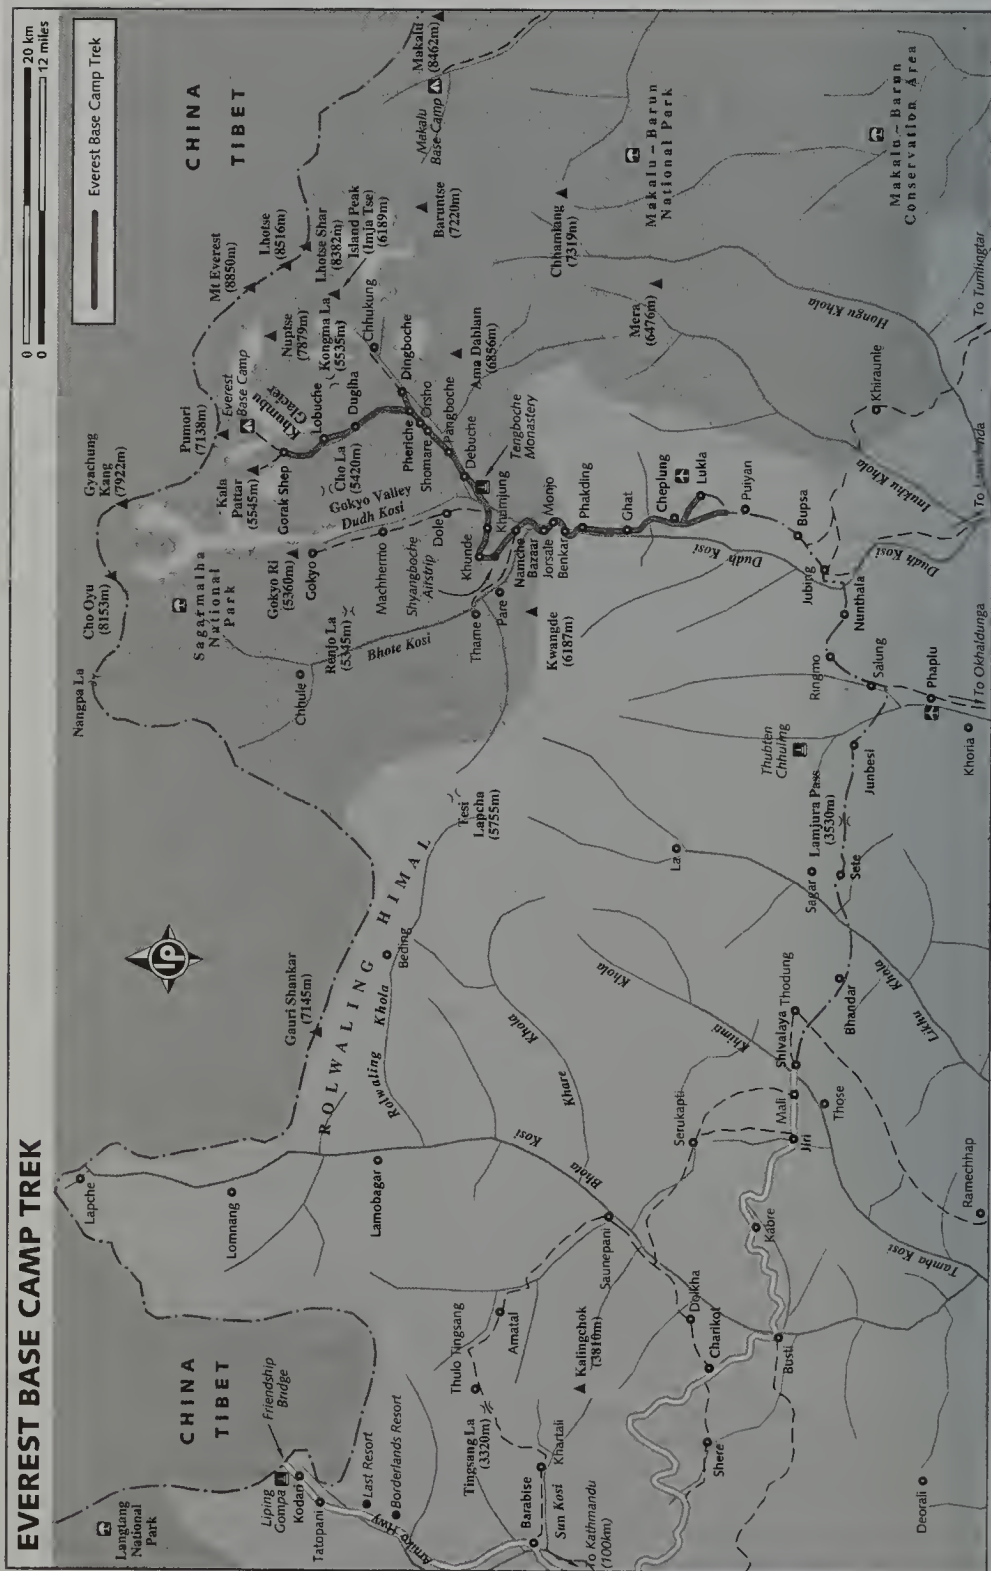 EVEREST BASE CAMP TREK
0 20 km
0 12 miles
Everest Base Camp Trek
Langtang
National
Park
CHINA
TIBET
Friendship
Bridge
Liping
Gompa
Kodari
Tatopani
Last Resort
Borderlands Resort
Arniko Hwy
Barabise
Sun Kosi
To Kathmandu
(100km)
Khartali
Tingsang La
(3320m)
Thulo Tingsang
Amatal
Kalingchok
(3810m)
Saunepani
Dolkha
Charikot
Shere
Busti
Deorali
Kabre
Tamba Kosi
Ramechhap
Lapche
Lomnang
Lamobagar
Bhota Kosi
Rolwaling Khola
ROLWALING HIMAL
Gauri Shankar
(7145m)
Beding
Khare Khola
Khimti Khola
Serukapti
Jiri
Mali
Shivalaya
Thodung
Those
Bhandar
Likhu Khola
Sagar
Sete
Lamjura Pass
(3530m)
La
LP
Tesi
Lapcha
(5755m)
Thubten
Chhuling
Junbesi
Khoria
Phaplu
To Okhaldunga
Salung
Ringmo
Nunthala
Jubing
Bupsa
Puiyan
Dudh Kosi
Dudh Kosi
Nangpa La
Cho Oyu
(8153m)
Gyachung
Kang
(7922m)
Sagarmatha
National
Park
Chhule
Renjo La
(5345m)
Bhote Kosi
Gokyo Ri
(5360m)
Gokyo
Machhermo
Gokyo Valley
Dudh Kosi
Dole
Shyangboche
Airstrip
Thame
Pare
Kwangde
(6187m)
Khunde
Khumjung
Namche
Bazaar
Jorsale
Monjo
Benkar
Phakding
Ghat
Cheplung
Lukla
Pumori
(7138m)
Kala
Pattar
(5545m)
Everest
Base Camp
Khumbu
Glacier
Gorak Shep
Lobuche
Duglha
Cho La
(5420m)
Pheriche
Orsho
Shomare
Pangboche
Debuche
Tengboche
Monastery
Dingboche
Chhukung
Kongma La
(5535m)
Nuptse
(7879m)
Mt Everest
(8850m)
Lhotse
(8516m)
Lhotse Shar
(8382m)
Island Peak
(Imja Tse)
(6189m)
Ama Dablam
(6856m)
CHINA
TIBET
Makalu
(8462m)
Makalu
Base Camp
Baruntse
(7220m)
Chhamlang
(7319m)
Mera
(6476m)
Makalu – Barun
National Park
Makalu – Barun
Conservation Area
Hongu Khola
Inukhu Khola
Khiraunle
To Tumlingtar